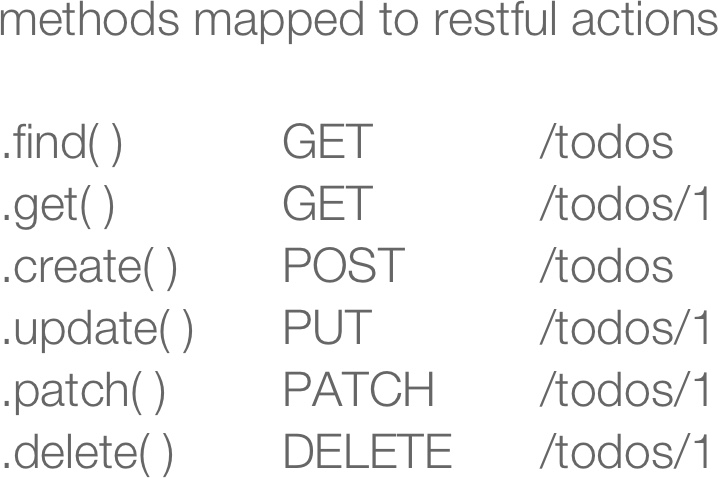 methods mapped to restful actions
.find( ) GET /todos
.get( ) GET /todos/1
.create( ) POST /todos
.update( ) PUT /todos/1
.patch( ) PATCH /todos/1
.delete( ) DELETE /todos/1